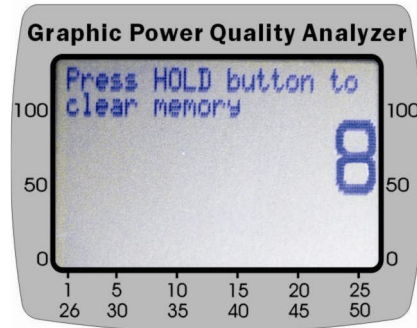 Graphic Power Quality Analyzer
Press HOLD button to
clear memory
8
100 100
50 50
0 0
1 5 10 15 20 25
26 30 35 40 45 50